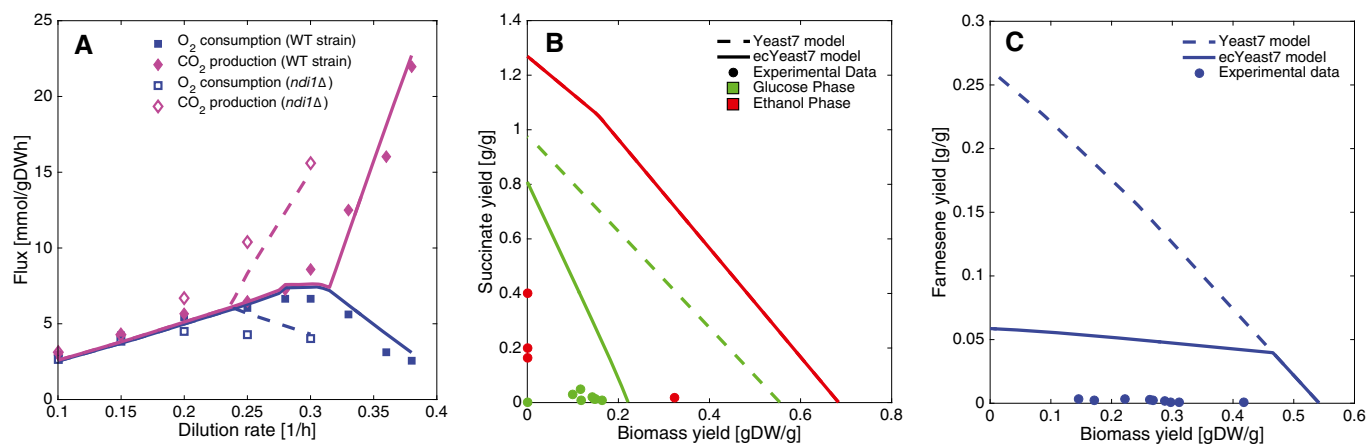 A
O2 consumption (WT strain)
CO2 production (WT strain)
O2 consumption (ndi1Δ)
CO2 production (ndi1Δ)
Flux [mmol/gDWh]
25
20
15
10
5
0
0.1 0.15 0.2 0.25 0.3 0.35 0.4
Dilution rate [1/h]
B
Yeast7 model
ecYeast7 model
Experimental Data
Glucose Phase
Ethanol Phase
Succinate yield [g/g]
1.4
1.2
1
0.8
0.6
0.4
0.2
0
0 0.2 0.4 0.6 0.8
Biomass yield [gDW/g]
C
Yeast7 model
ecYeast7 model
Experimental data
Farnesene yield [g/g]
0.3
0.25
0.2
0.15
0.1
0.05
0
0 0.1 0.2 0.3 0.4 0.5 0.6
Biomass yield [gDW/g]